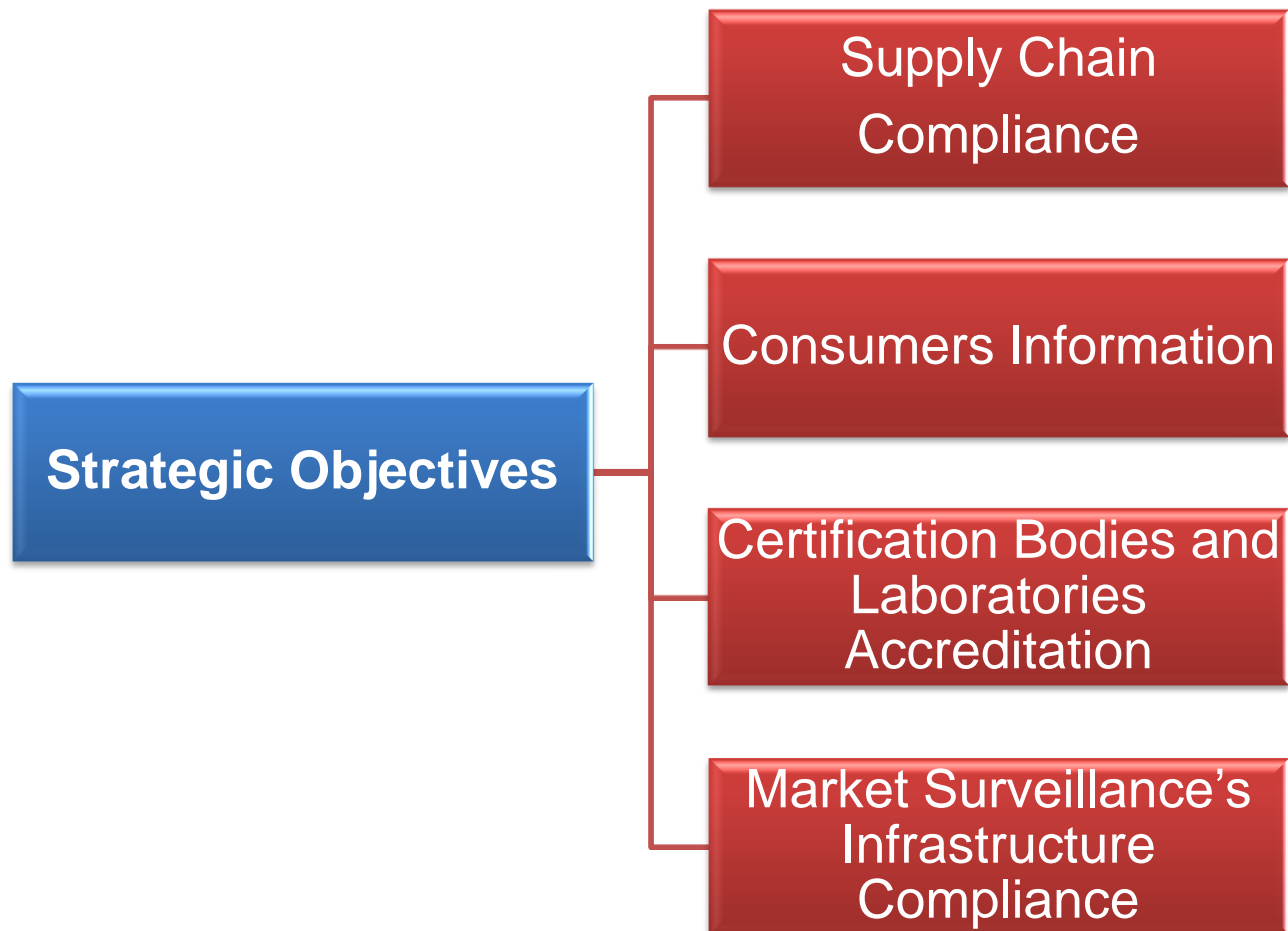 Supply Chain
Compliance
Consumers Information
Strategic Objectives
Certification Bodies and
Laboratories
Accreditation
Market Surveillance’s
Infrastructure
Compliance